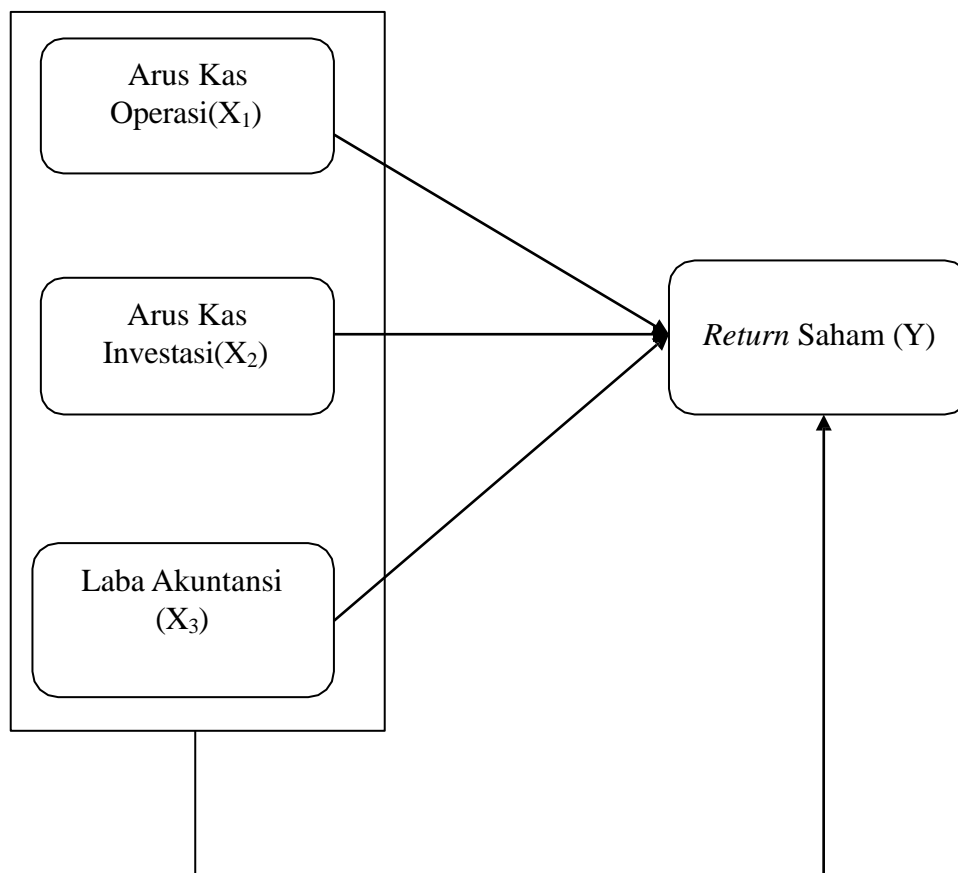 Arus Kas
Operasi(X₁)
Arus Kas
Investasi(X₂)
Return Saham (Y)
Laba Akuntansi
(X₃)